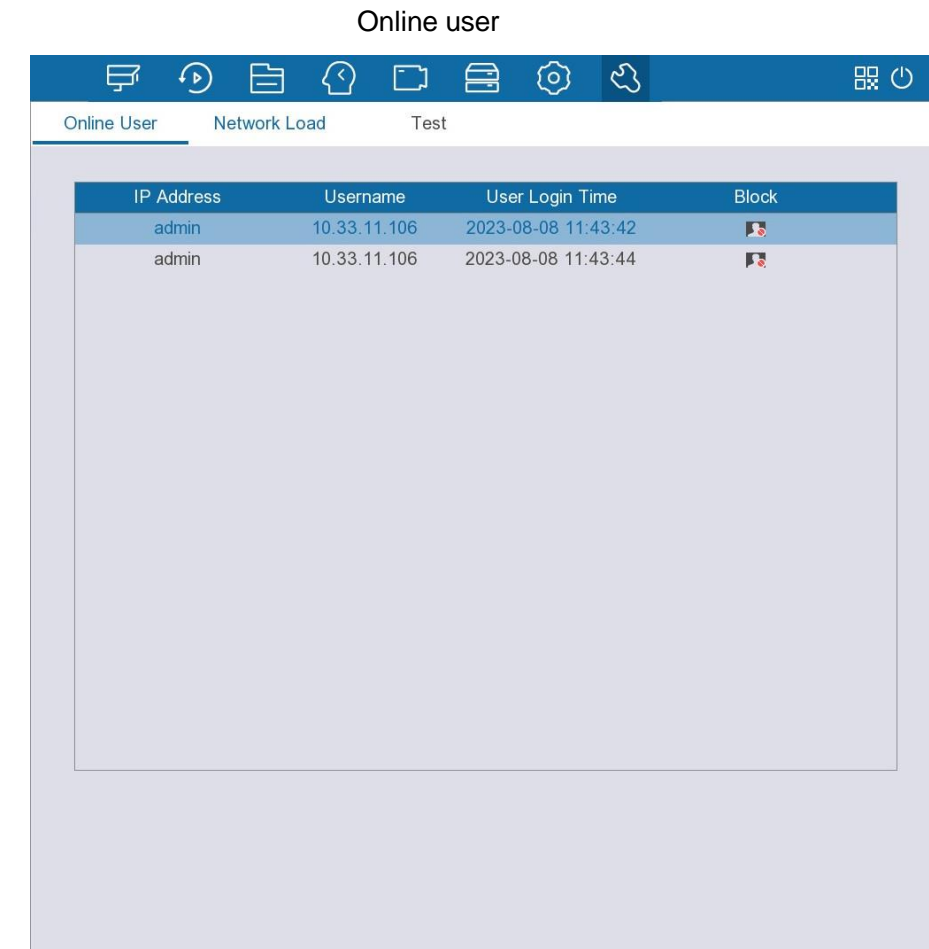 Online user
Online User Network Load Test
IP Address Username User Login Time Block
admin 10.33.11.106 2023-08-08 11:43:42
admin 10.33.11.106 2023-08-08 11:43:44